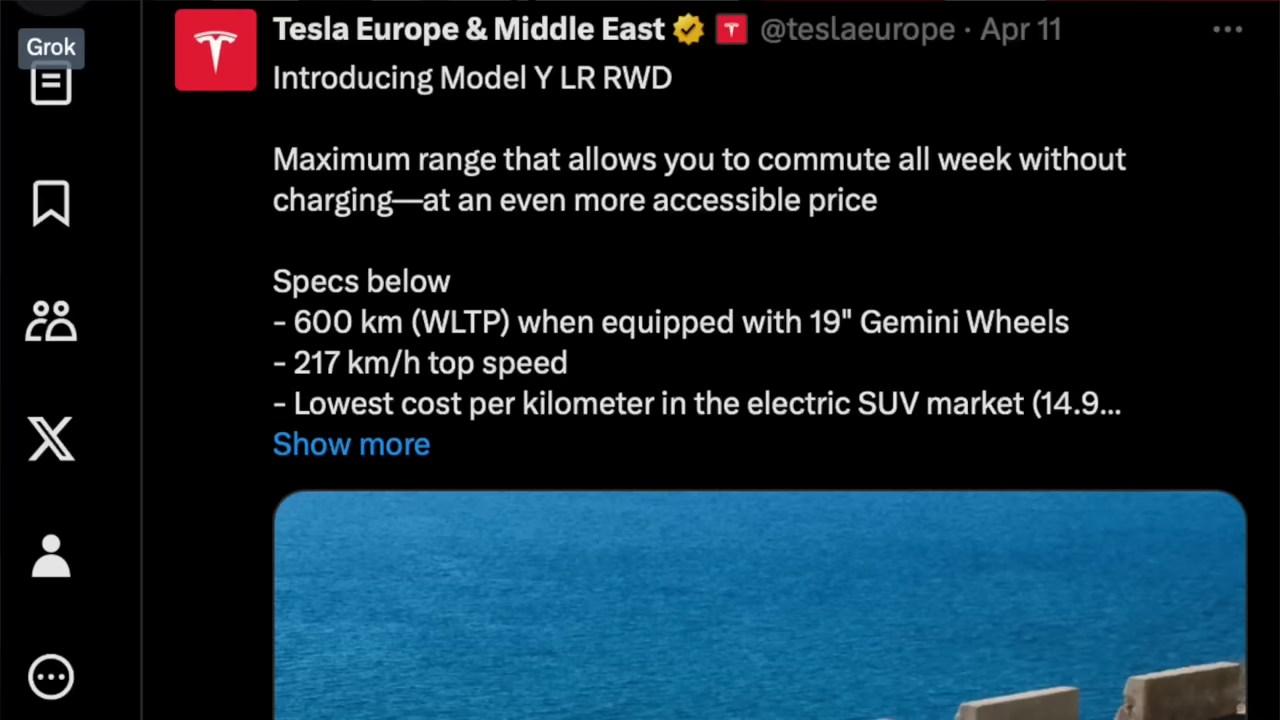 Grok
Tesla Europe & Middle East @teslaeurope · Apr 11
Introducing Model Y LR RWD
Maximum range that allows you to commute all week without
charging—at an even more accessible price
Specs below
- 600 km (WLTP) when equipped with 19" Gemini Wheels
- 217 km/h top speed
- Lowest cost per kilometer in the electric SUV market (14.9...
Show more